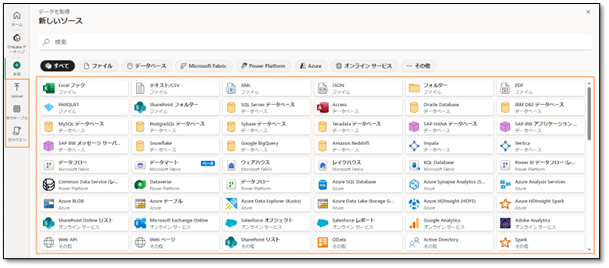 データを取得
新しいソース
検索
ホーム
OneLake デー
新規
Upload
すべて ファイル データベース Microsoft Fabric Power Platform Azure オンライン サービス その他
Excel ブック テキスト/CSV XML JSON フォルダー PDF
ファイル ファイル ファイル ファイル ファイル ファイル
PARQUET SharePoint フォルダー SQL Server データベース Access Oracle Database IBM DB2 データベース
ファイル ファイル データベース データベース データベース データベース
MySQL データベース PostgreSQL データベース Sybase データベース Teradata データベース SAP HANA データベース SAP BW アプリケーション ...
データベース データベース データベース データベース データベース データベース
SAP BW メッセージ サーバ... Snowflake Google BigQuery Amazon Redshift Impala Vertica
データベース データベース データベース データベース データベース データベース
データフロー データマート ウェアハウス レイクハウス KQL Database Power BI データフロー (レ...
Microsoft Fabric Microsoft Fabric Microsoft Fabric Microsoft Fabric Microsoft Fabric Power Platform
Common Data Service (レ... Dataverse データフロー Azure SQL Database Azure Synapse Analytics (S... Azure Analysis Services
Power Platform Power Platform Power Platform Azure Azure Azure
Azure BLOB Azure テーブル Azure Data Explorer (Kusto) Azure Data Lake Storage G... Azure HDInsight (HDFS) Azure HDInsight Spark
Azure Azure Azure Azure Azure Azure
SharePoint Online リスト Microsoft Exchange Online Salesforce オブジェクト Salesforce レポート Google Analytics Adobe Analytics
オンライン サービス オンライン サービス オンライン サービス オンライン サービス オンライン サービス オンライン サービス
Web API Web ページ SharePoint リスト OData Active Directory Spark
その他 その他 その他 その他 その他 その他